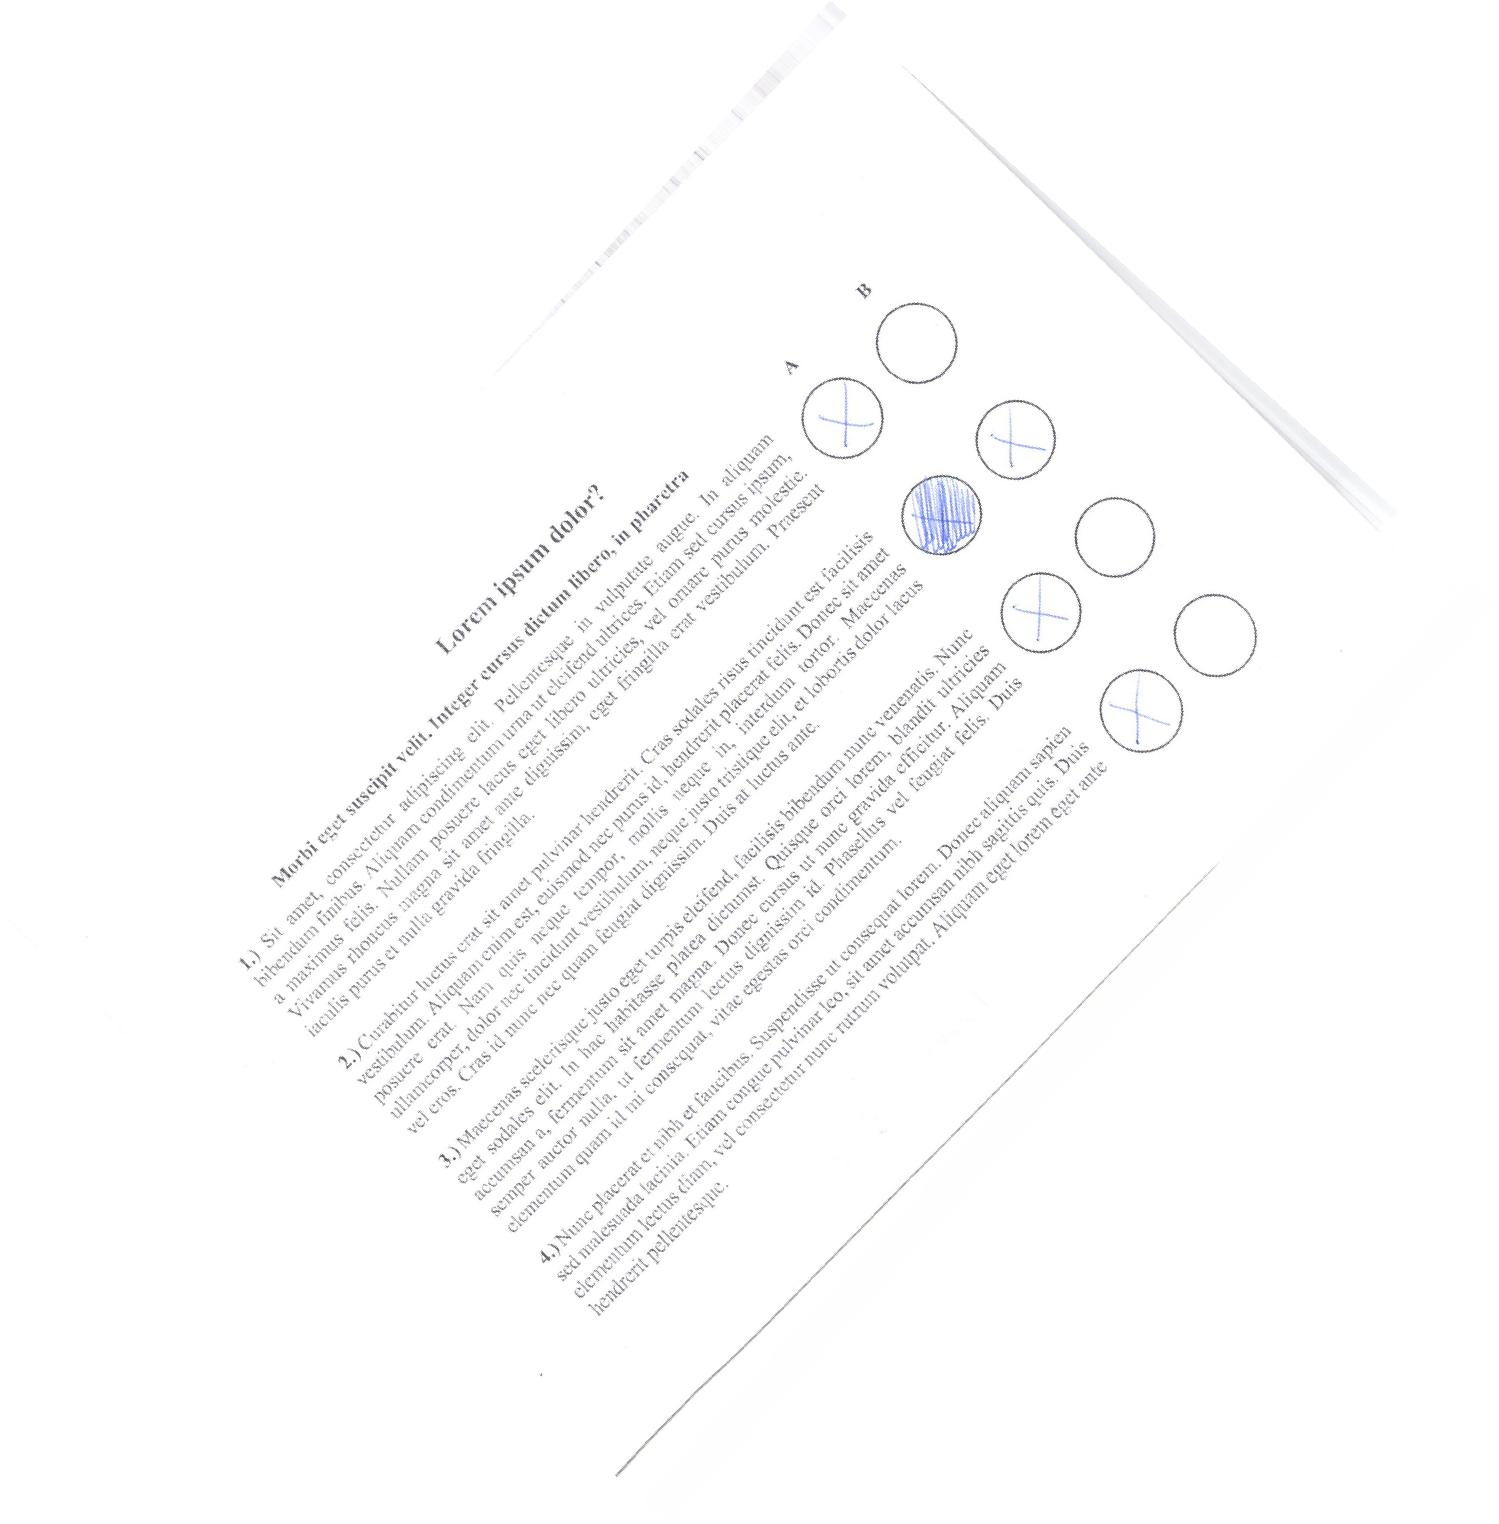 Lorem ipsum dolor?
Morbi eget suscipit velit. Integer cursus dictum libero, in pharetra
A B
1.) Sit amet, consectetur adipiscing elit. Pellentesque in vulputate augue. In aliquam
bibendum finibus. Aliquam condimentum urna ut eleifend ultrices. Etiam sed cursus ipsum,
a maximus felis. Nullam posuere lacus eget libero ultricies, vel ornare purus molestie.
Vivamus rhoncus magna sit amet ante dignissim, eget fringilla erat vestibulum. Praesent
iaculis purus et nulla gravida fringilla.
2.) Curabitur luctus erat sit amet pulvinar hendrerit. Cras sodales risus tincidunt est facilisis
vestibulum. Aliquam enim est, euismod nec purus id, hendrerit placerat felis. Donec sit amet
posuere erat. Nam quis neque tempor, mollis neque in, interdum tortor. Maecenas
ullamcorper, dolor nec tincidunt vestibulum, neque justo tristique elit, et lobortis dolor lacus
vel eros. Cras id nunc nec quam feugiat dignissim. Duis at luctus ante.
3.) Maecenas scelerisque justo eget turpis eleifend, facilisis bibendum nunc venenatis. Nunc
eget sodales elit. In hac habitasse platea dictumst. Quisque orci lorem, blandit ultricies
accumsan a, fermentum sit amet magna. Donec cursus ut nunc gravida efficitur. Aliquam
semper auctor nulla, ut fermentum lectus dignissim id. Phasellus vel feugiat felis. Duis
elementum quam id mi consequat, vitae egestas orci condimentum.
4.) Nunc placerat et nibh et faucibus. Suspendisse ut consequat lorem. Donec aliquam sapien
sed malesuada lacinia. Etiam congue pulvinar leo, sit amet accumsan nibh sagittis quis. Duis
elementum lectus diam, vel consectetur nunc rutrum volutpat. Aliquam eget lorem eget ante
hendrerit pellentesque.